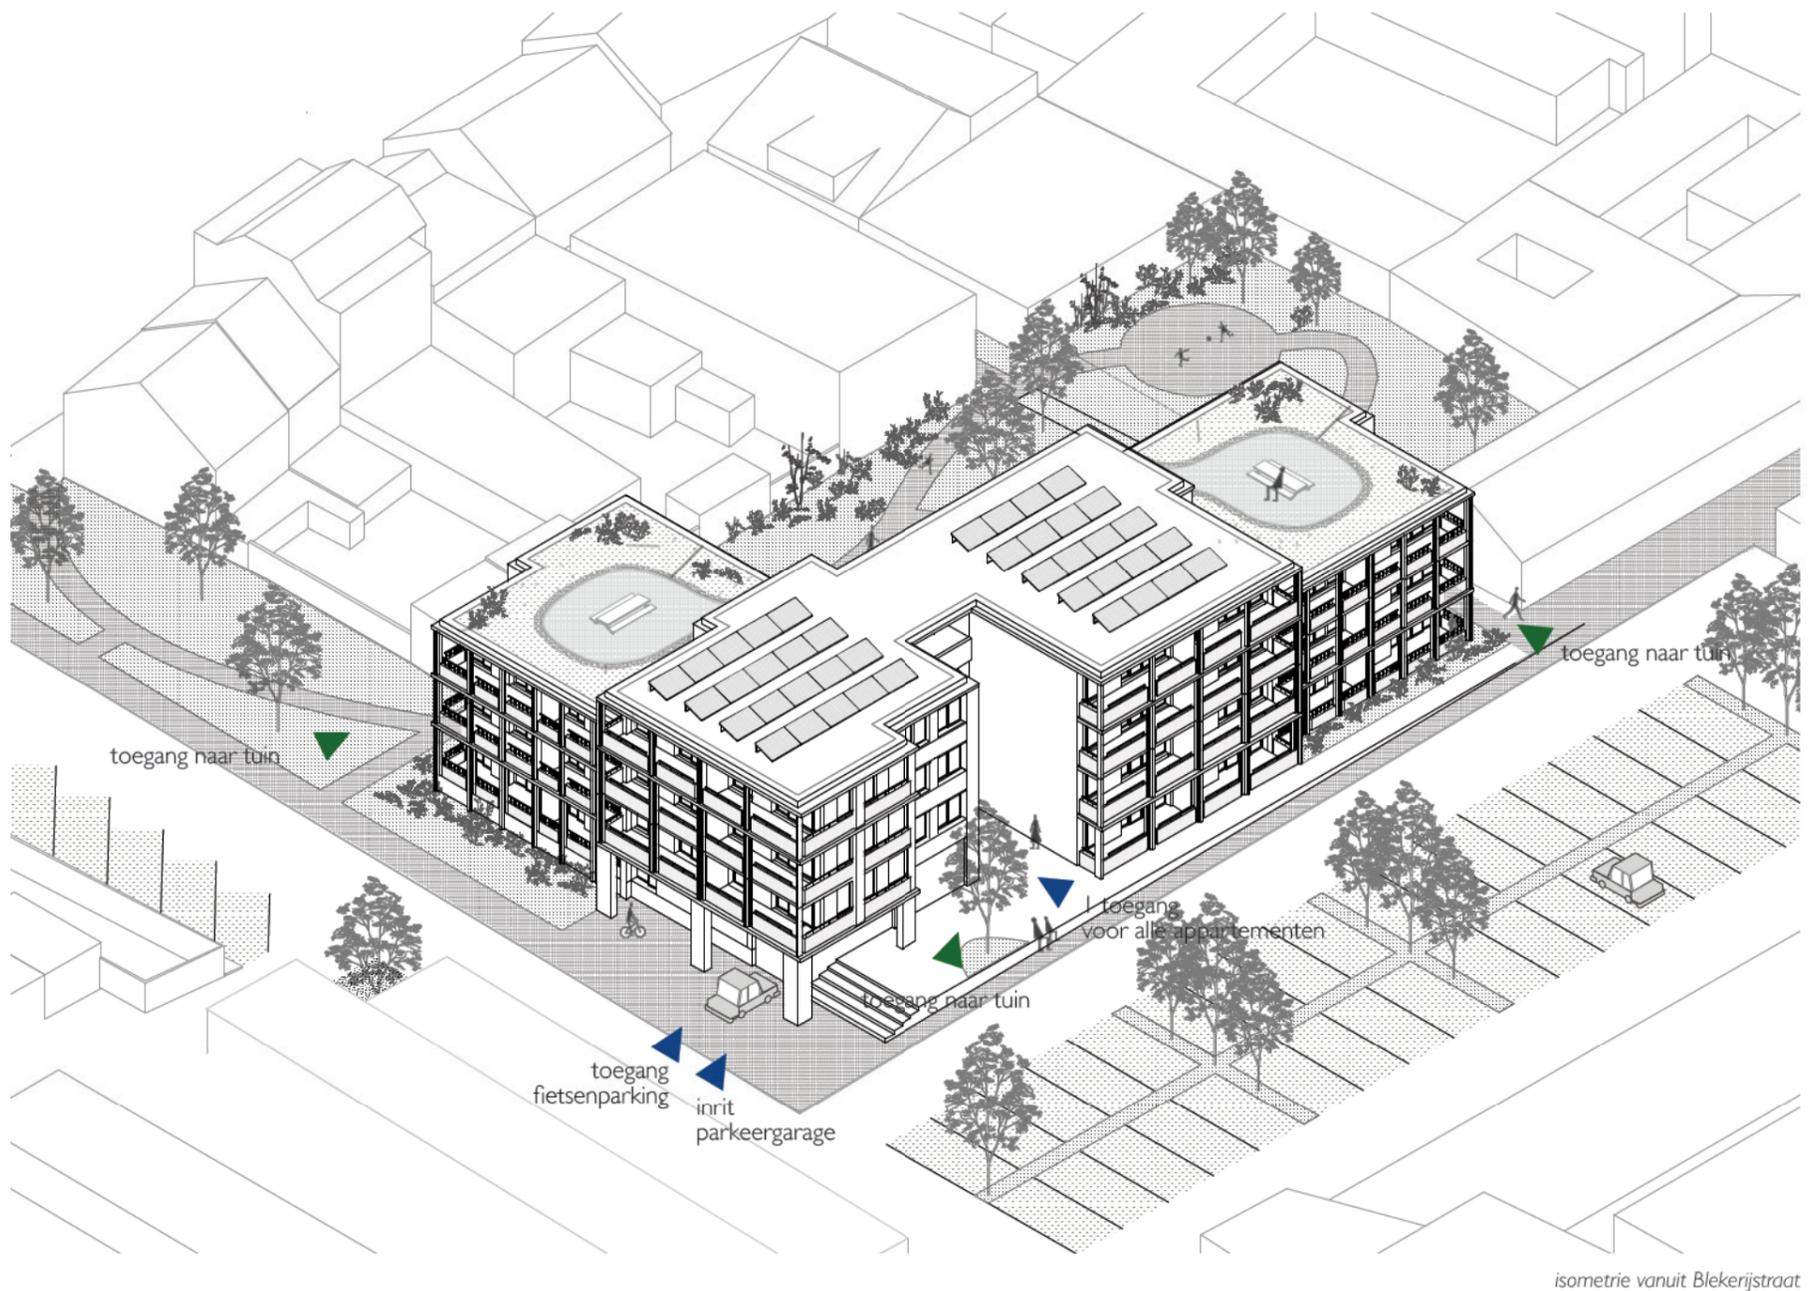 toegang naar tuin
toegang naar tuin
1 toegang
voor alle appartementen
toegang naar tuin
toegang
fietsenparking
inrit
parkeergarage
isometrie vanuit Blekerijstraat